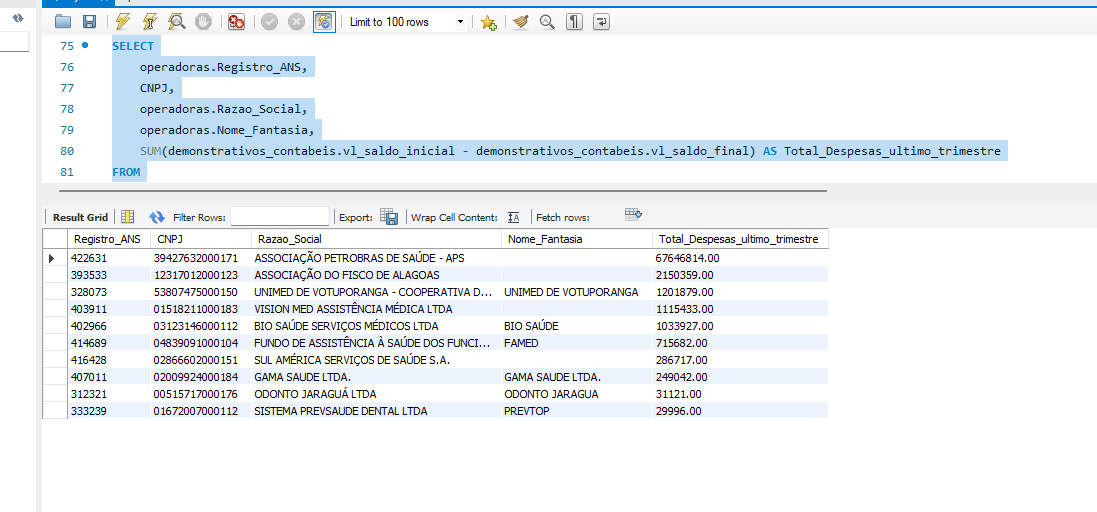 Limit to 100 rows
75 SELECT
76 operadoras.Registro_ANS,
77 CNPJ,
78 operadoras.Razao_Social,
79 operadoras.Nome_Fantasia,
80 SUM(demonstrativos_contabeis.vl_saldo_inicial - demonstrativos_contabeis.vl_saldo_final) AS Total_Despesas_ultimo_trimestre
81 FROM
Result Grid Filter Rows: Export: Wrap Cell Content: Fetch rows:
Registro_ANS CNPJ Razao_Social Nome_Fantasia Total_Despesas_ultimo_trimestre
422631 39427632000171 ASSOCIAÇÃO PETROBRAS DE SAÚDE - APS 67646814.00
393533 12317012000123 ASSOCIAÇÃO DO FISCO DE ALAGOAS 2150359.00
328073 53807475000150 UNIMED DE VOTUPORANGA - COOPERATIVA D... UNIMED DE VOTUPORANGA 1201879.00
403911 01518211000183 VISION MED ASSISTÊNCIA MÉDICA LTDA 1115433.00
402966 03123146000112 BIO SAÚDE SERVIÇOS MÉDICOS LTDA BIO SAÚDE 1033927.00
414689 04839091000104 FUNDO DE ASSISTÊNCIA À SAÚDE DOS FUNCI... FAMED 715682.00
416428 02866602000151 SUL AMÉRICA SERVIÇOS DE SAÚDE S.A. 286717.00
407011 02009924000184 GAMA SAUDE LTDA. GAMA SAUDE LTDA. 249042.00
312321 00515717000176 ODONTO JARAGUÁ LTDA ODONTO JARAGUA 31121.00
333239 01672007000112 SISTEMA PREVSAUDE DENTAL LTDA PREVTOP 29996.00